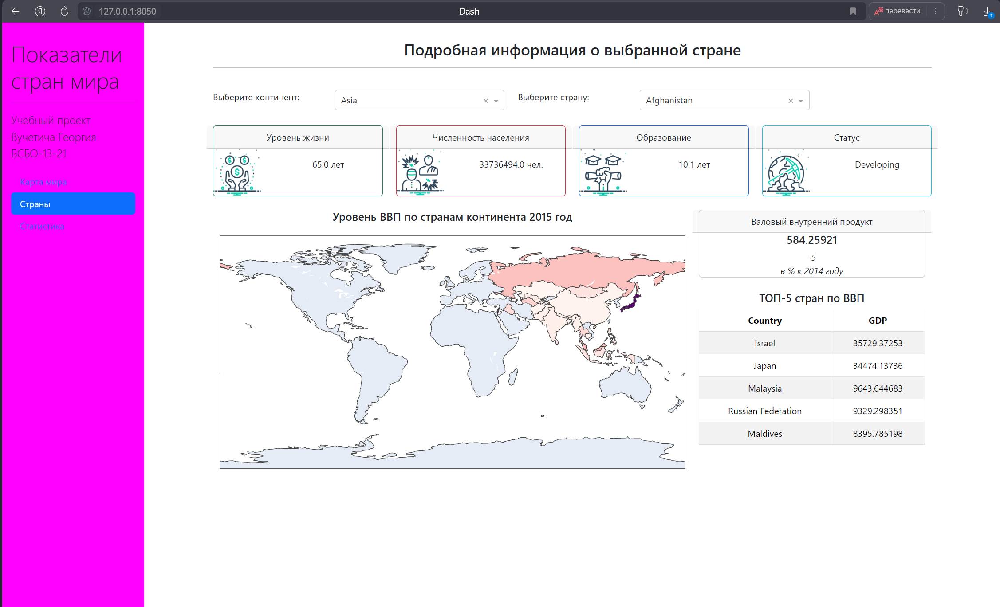 127.0.0.1:8050
Dash
перевести
1
Показатели
стран мира
Учебный проект
Вучетича Георгия
БСБО-13-21
Карта мира
Страны
Статистика
Подробная информация о выбранной стране
Выберите континент:
Asia
Выберите страну:
Afghanistan
Уровень жизни
65.0 лет
Численность населения
33736494.0 чел.
Образование
10.1 лет
Статус
Developing
Уровень ВВП по странам континента 2015 год
Валовый внутренний продукт
584.25921
-5
в % к 2014 году
ТОП-5 стран по ВВП
Country GDP
Israel 35729.37253
Japan 34474.13736
Malaysia 9643.644683
Russian Federation 9329.298351
Maldives 8395.785198